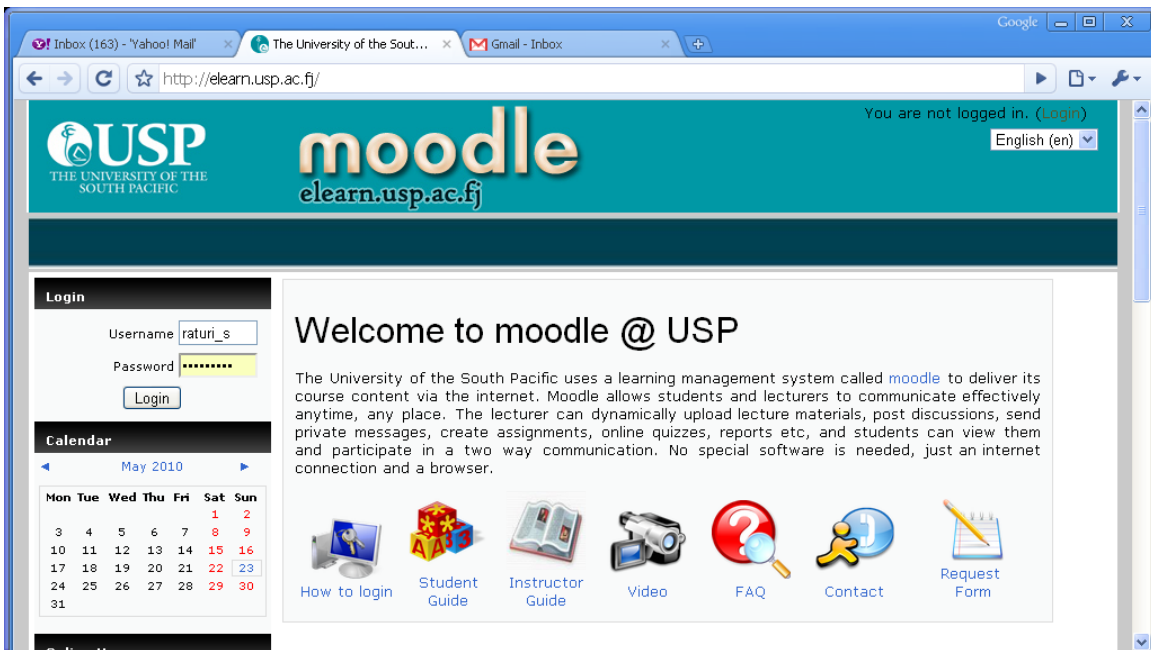 Google
Inbox (163) - 'Yahoo! Mail'
The University of the Sout...
Gmail - Inbox
http://elearn.usp.ac.fj/
USP
THE UNIVERSITY OF THE
SOUTH PACIFIC
moodle
elearn.usp.ac.fj
You are not logged in. (Login)
English (en)
Login
Username raturi_s
Password •••••••••
Login
Calendar
May 2010
Mon Tue Wed Thu Fri Sat Sun
1 2
3 4 5 6 7 8 9
10 11 12 13 14 15 16
17 18 19 20 21 22 23
24 25 26 27 28 29 30
31
Welcome to moodle @ USP
The University of the South Pacific uses a learning management system called moodle to deliver its
course content via the internet. Moodle allows students and lecturers to communicate effectively
anytime, any place. The lecturer can dynamically upload lecture materials, post discussions, send
private messages, create assignments, online quizzes, reports etc, and students can view them
and participate in a two way communication. No special software is needed, just an internet
connection and a browser.
How to login
Student
Guide
Instructor
Guide
Video
FAQ
Contact
Request
Form